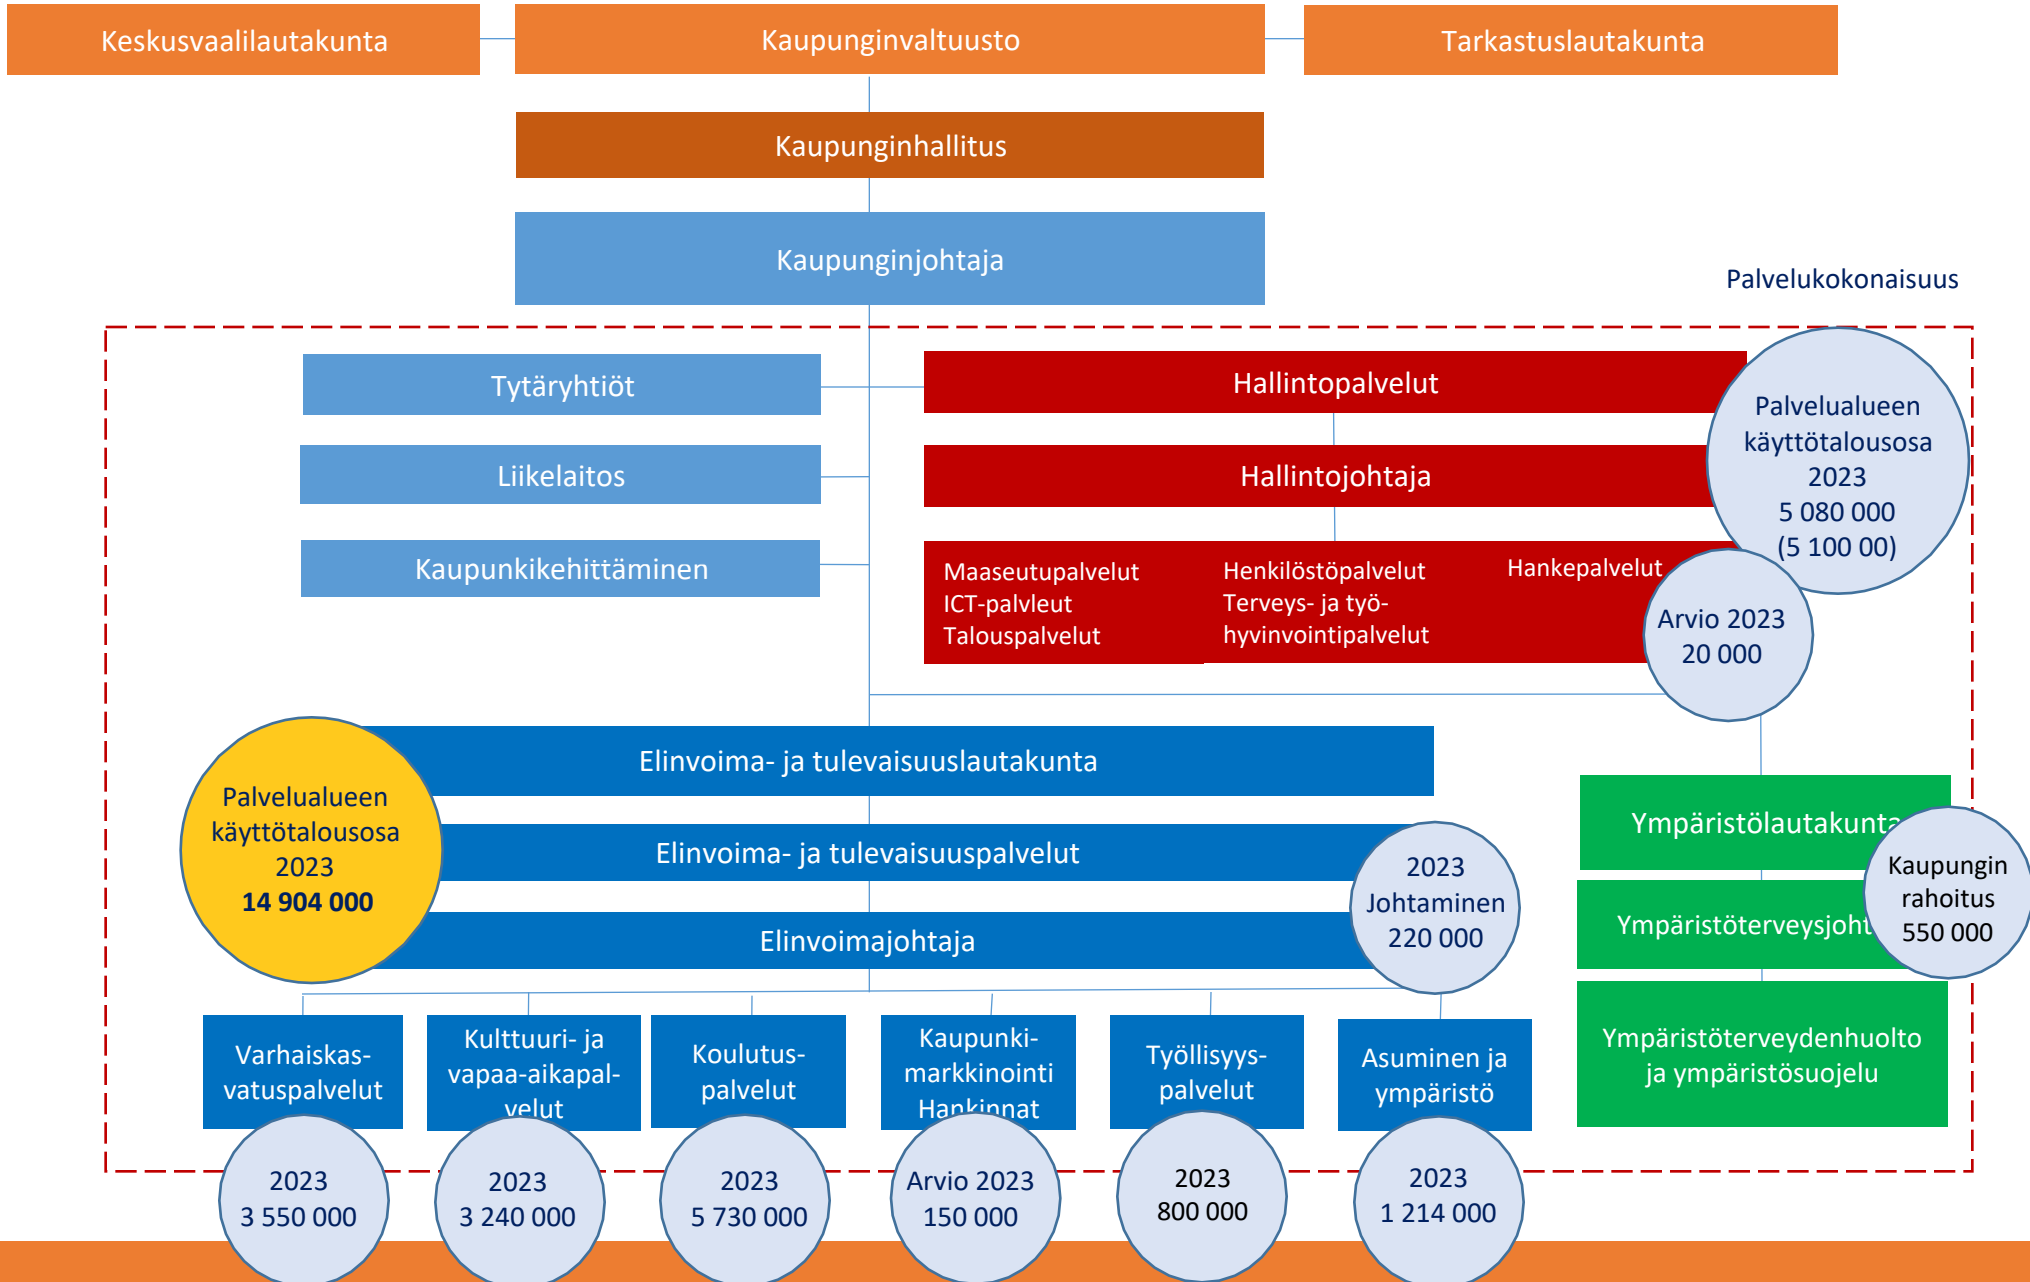 Keskusvaalilautakunta
Kaupunginvaltuusto
Tarkastuslautakunta
Kaupunginhallitus
Kaupunginjohtaja
Palvelukokonaisuus
Tytäryhtiöt
Liikelaitos
Kaupunkikehittäminen
Hallintopalvelut
Hallintojohtaja
Maaseutupalvelut
ICT-palvleut
Talouspalvelut
Henkilöstöpalvelut
Terveys- ja työ-
hyvinvointipalvelut
Hankepalvelut
Palvelualueen
käyttötalousosa
2023
5 080 000
(5 100 00)
Arvio 2023
20 000
Elinvoima- ja tulevaisuuslautakunta
Elinvoima- ja tulevaisuuspalvelut
Elinvoimajohtaja
Palvelualueen
käyttötalousosa
2023
14 904 000
2023
Johtaminen
220 000
Ympäristölautakunta
Ympäristöterveysjoht
Ympäristöterveydenhuolto
ja ympäristösuojelu
Kaupungin
rahoitus
550 000
Varhaiskas-
vatuspalvelut
Kulttuuri- ja
vapaa-aikapal-
velut
Koulutus-
palvelut
Kaupunki-
markkinointi
Hankinnat
Työllisyys-
palvelut
Asuminen ja
ympäristö
2023
3 550 000
2023
3 240 000
2023
5 730 000
Arvio 2023
150 000
2023
800 000
2023
1 214 000